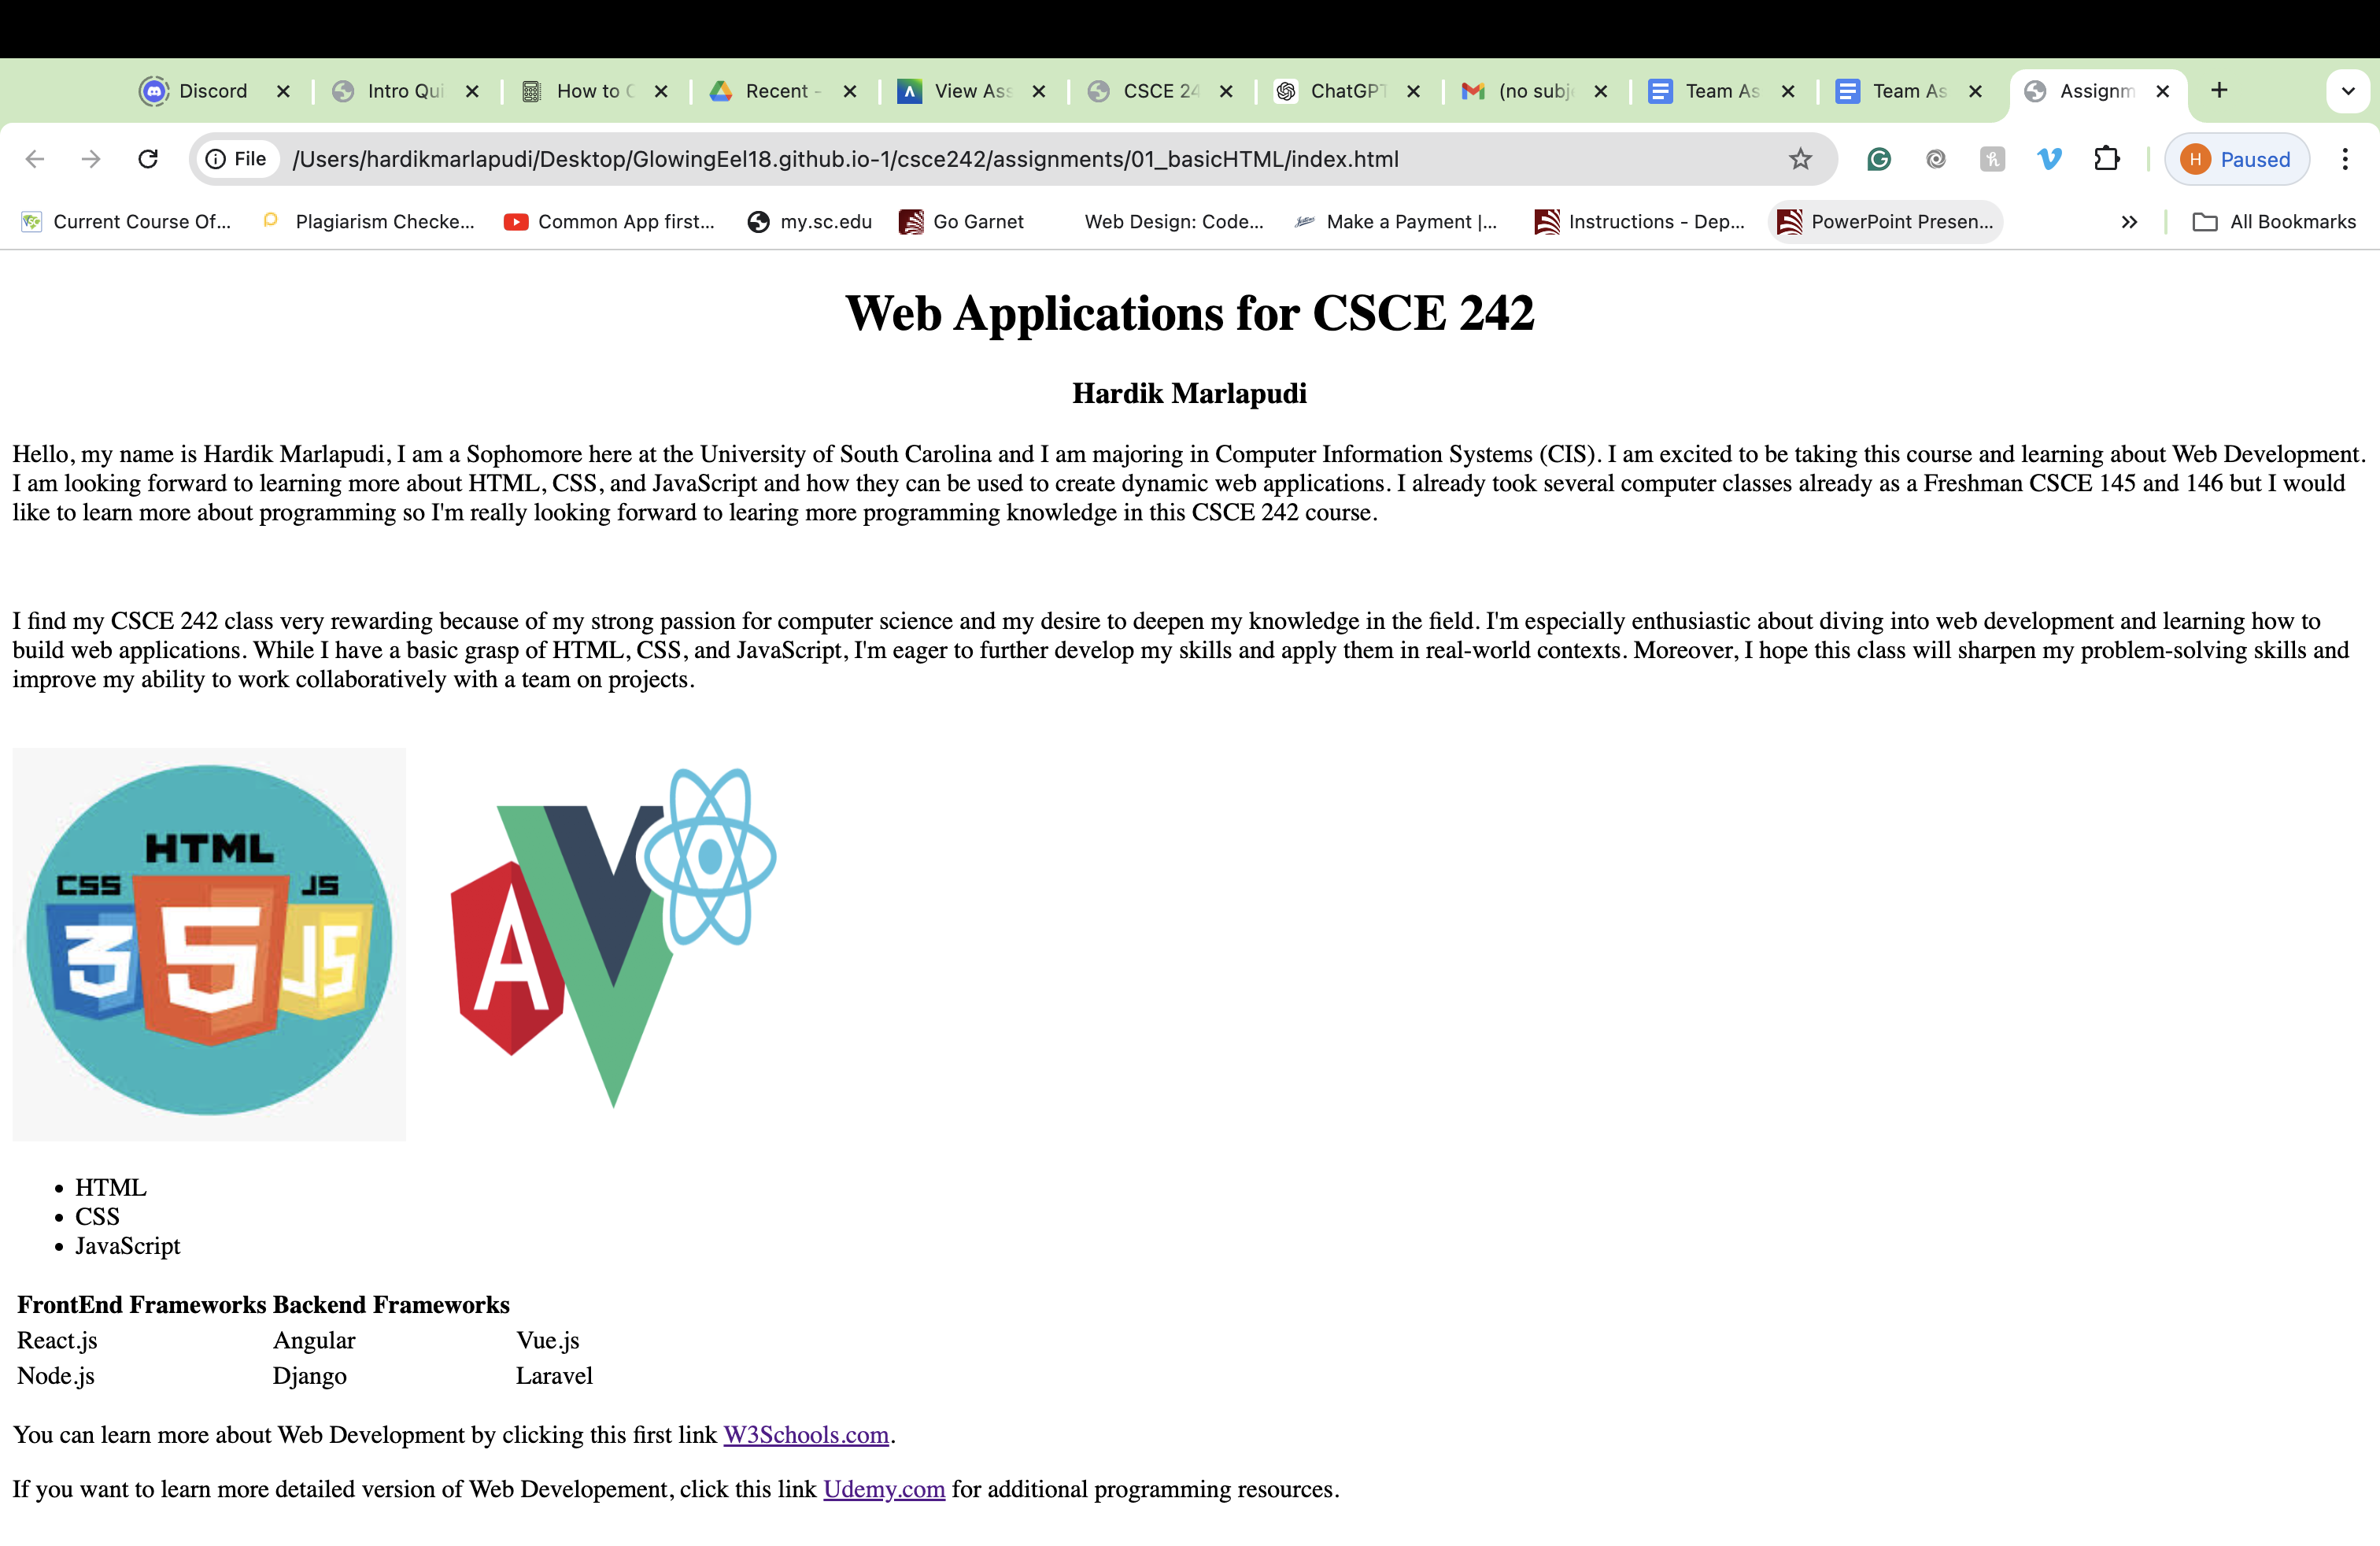 Discord Intro Qui How to C Recent - View Ass CSCE 24 ChatGPT (no subje Team As Team As Assignm
File /Users/hardikmarlapudi/Desktop/GlowingEel18.github.io-1/csce242/assignments/01_basicHTML/index.html H Paused
Current Course Of... Plagiarism Checke... Common App first... my.sc.edu Go Garnet Web Design: Code... Make a Payment |... Instructions - Dep... PowerPoint Presen... » All Bookmarks
Web Applications for CSCE 242
Hardik Marlapudi
Hello, my name is Hardik Marlapudi, I am a Sophomore here at the University of South Carolina and I am majoring in Computer Information Systems (CIS). I am excited to be taking this course and learning about Web Development.
I am looking forward to learning more about HTML, CSS, and JavaScript and how they can be used to create dynamic web applications. I already took several computer classes already as a Freshman CSCE 145 and 146 but I would
like to learn more about programming so I'm really looking forward to learing more programming knowledge in this CSCE 242 course.
I find my CSCE 242 class very rewarding because of my strong passion for computer science and my desire to deepen my knowledge in the field. I'm especially enthusiastic about diving into web development and learning how to
build web applications. While I have a basic grasp of HTML, CSS, and JavaScript, I'm eager to further develop my skills and apply them in real-world contexts. Moreover, I hope this class will sharpen my problem-solving skills and
improve my ability to work collaboratively with a team on projects.
HTML
CSS JS
3 5 JS
A
• HTML
• CSS
• JavaScript
FrontEnd Frameworks Backend Frameworks
React.js Angular Vue.js
Node.js Django Laravel
You can learn more about Web Development by clicking this first link W3Schools.com.
If you want to learn more detailed version of Web Developement, click this link Udemy.com for additional programming resources.